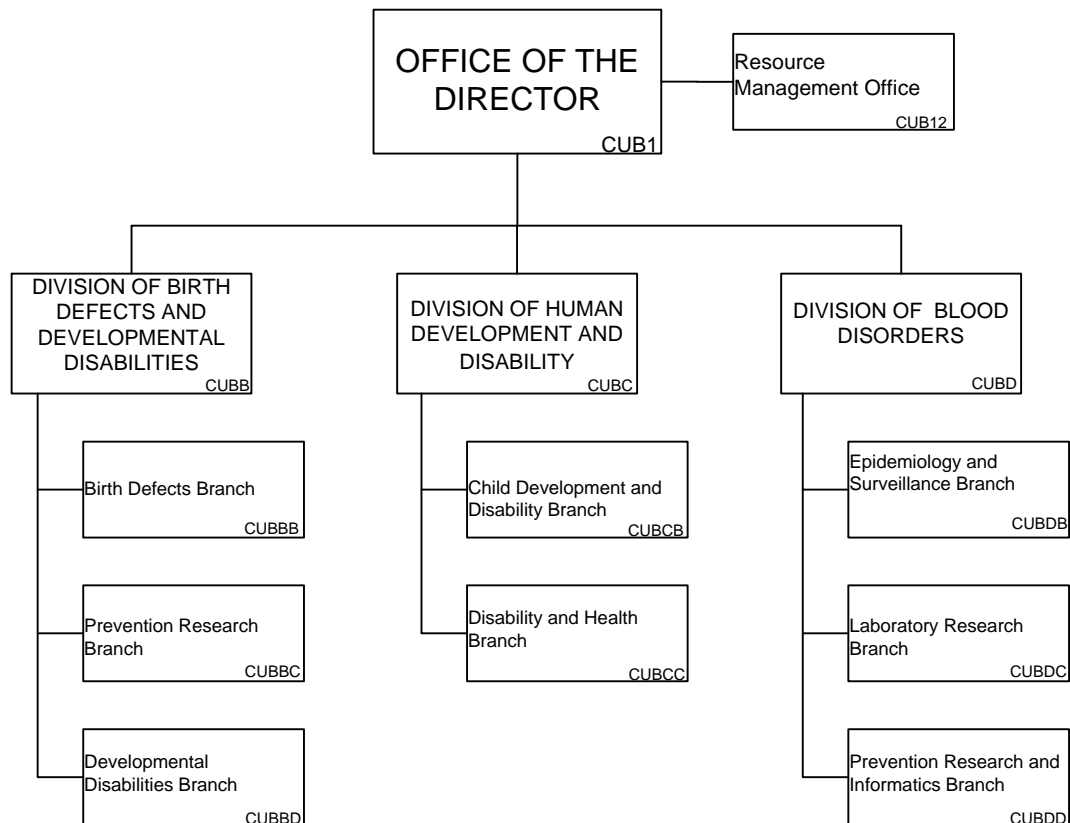 OFFICE OF THE
DIRECTOR
CUB1
Resource
Management Office
CUB12
DIVISION OF BIRTH
DEFECTS AND
DEVELOPMENTAL
DISABILITIES
CUBB
Birth Defects Branch
CUBBB
Prevention Research
Branch
CUBBC
Developmental
Disabilities Branch
CUBBD
DIVISION OF HUMAN
DEVELOPMENT AND
DISABILITY
CUBC
Child Development and
Disability Branch
CUBCB
Disability and Health
Branch
CUBCC
DIVISION OF BLOOD
DISORDERS
CUBD
Epidemiology and
Surveillance Branch
CUBDB
Laboratory Research
Branch
CUBDC
Prevention Research and
Informatics Branch
CUBDD